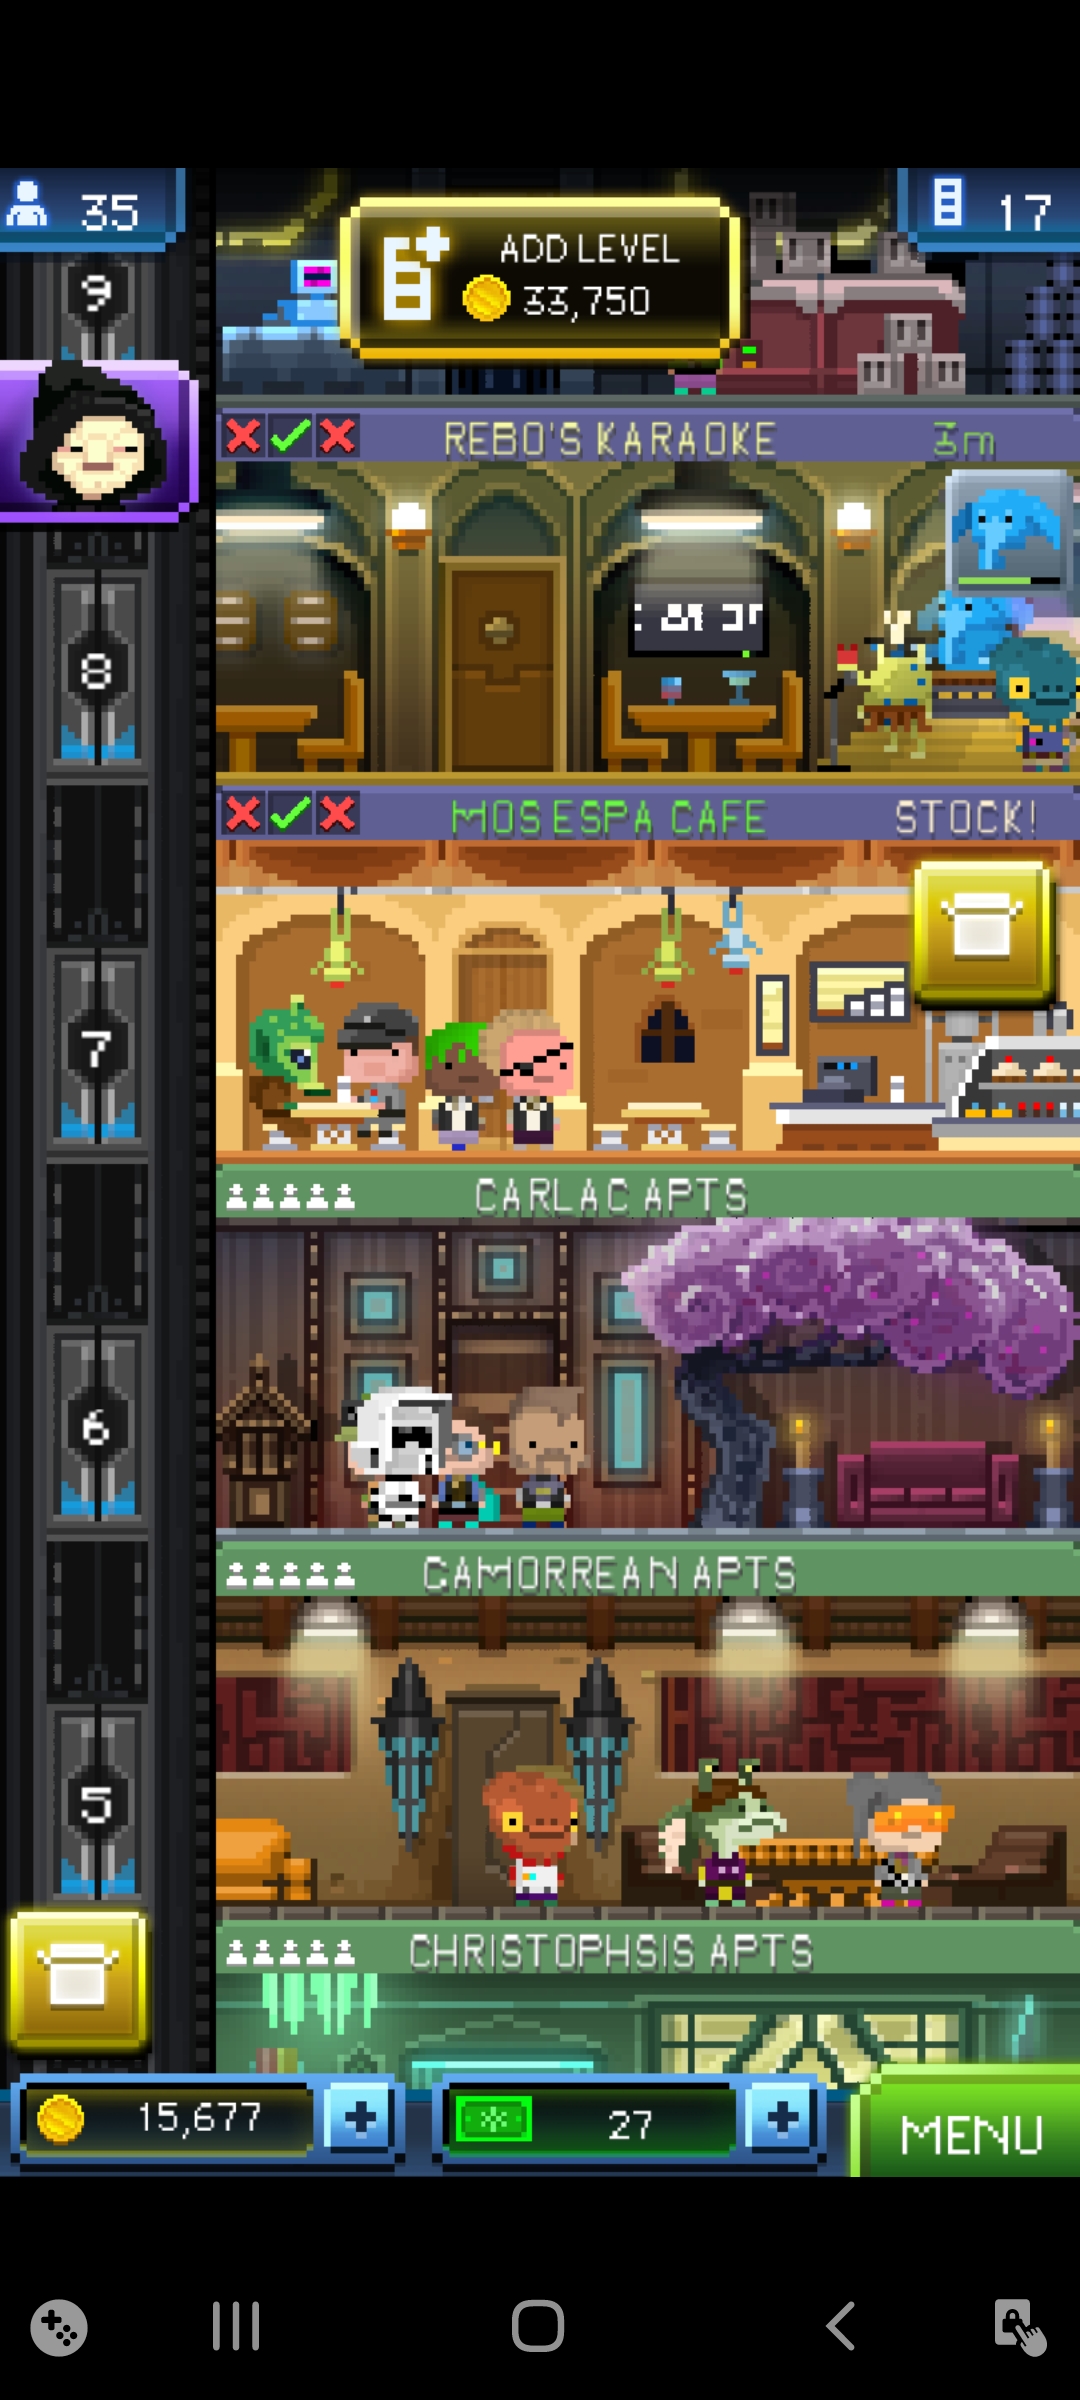 35
17
ADD LEVEL
33,750
9
REBO'S KARAOKE
3m
8
MOS ESPA CAFE
STOCK!
7
CARLAC APTS
6
GAMORREAN APTS
5
CHRISTOPHSIS APTS
15,677
27
MENU